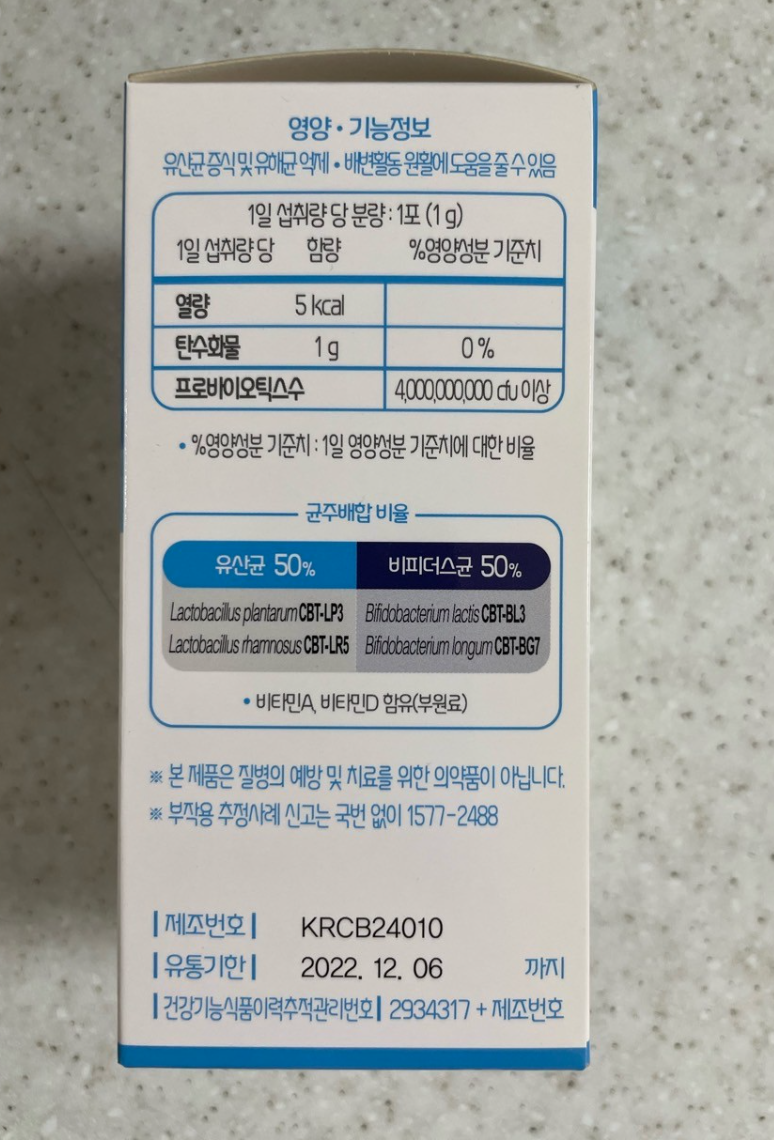 영양 • 기능정보
유산균 증식 및 유해균 억제 • 배변활동 원활에 도움을 줄 수 있음
1일 섭취량 당 분량 : 1포 (1 g)
1일 섭취량 당 함량 %영양성분 기준치
열량 5 kcal
탄수화물 1 g 0 %
프로바이오틱스수 4,000,000,000 cfu 이상
• %영양성분 기준치 : 1일 영양성분 기준치에 대한 비율
균주배합 비율
유산균 50% 비피더스균 50%
Lactobacillus plantarum CBT-LP3 Bifidobacterium lactis CBT-BL3
Lactobacillus rhamnosus CBT-LR5 Bifidobacterium longum CBT-BG7
• 비타민A, 비타민D 함유(부원료)
※ 본 제품은 질병의 예방 및 치료를 위한 의약품이 아닙니다.
※ 부작용 추정사례 신고는 국번 없이 1577-2488
|제조번호| KRCB24010
|유통기한| 2022. 12. 06 까지
|건강기능식품이력추적관리번호| 2934317 + 제조번호